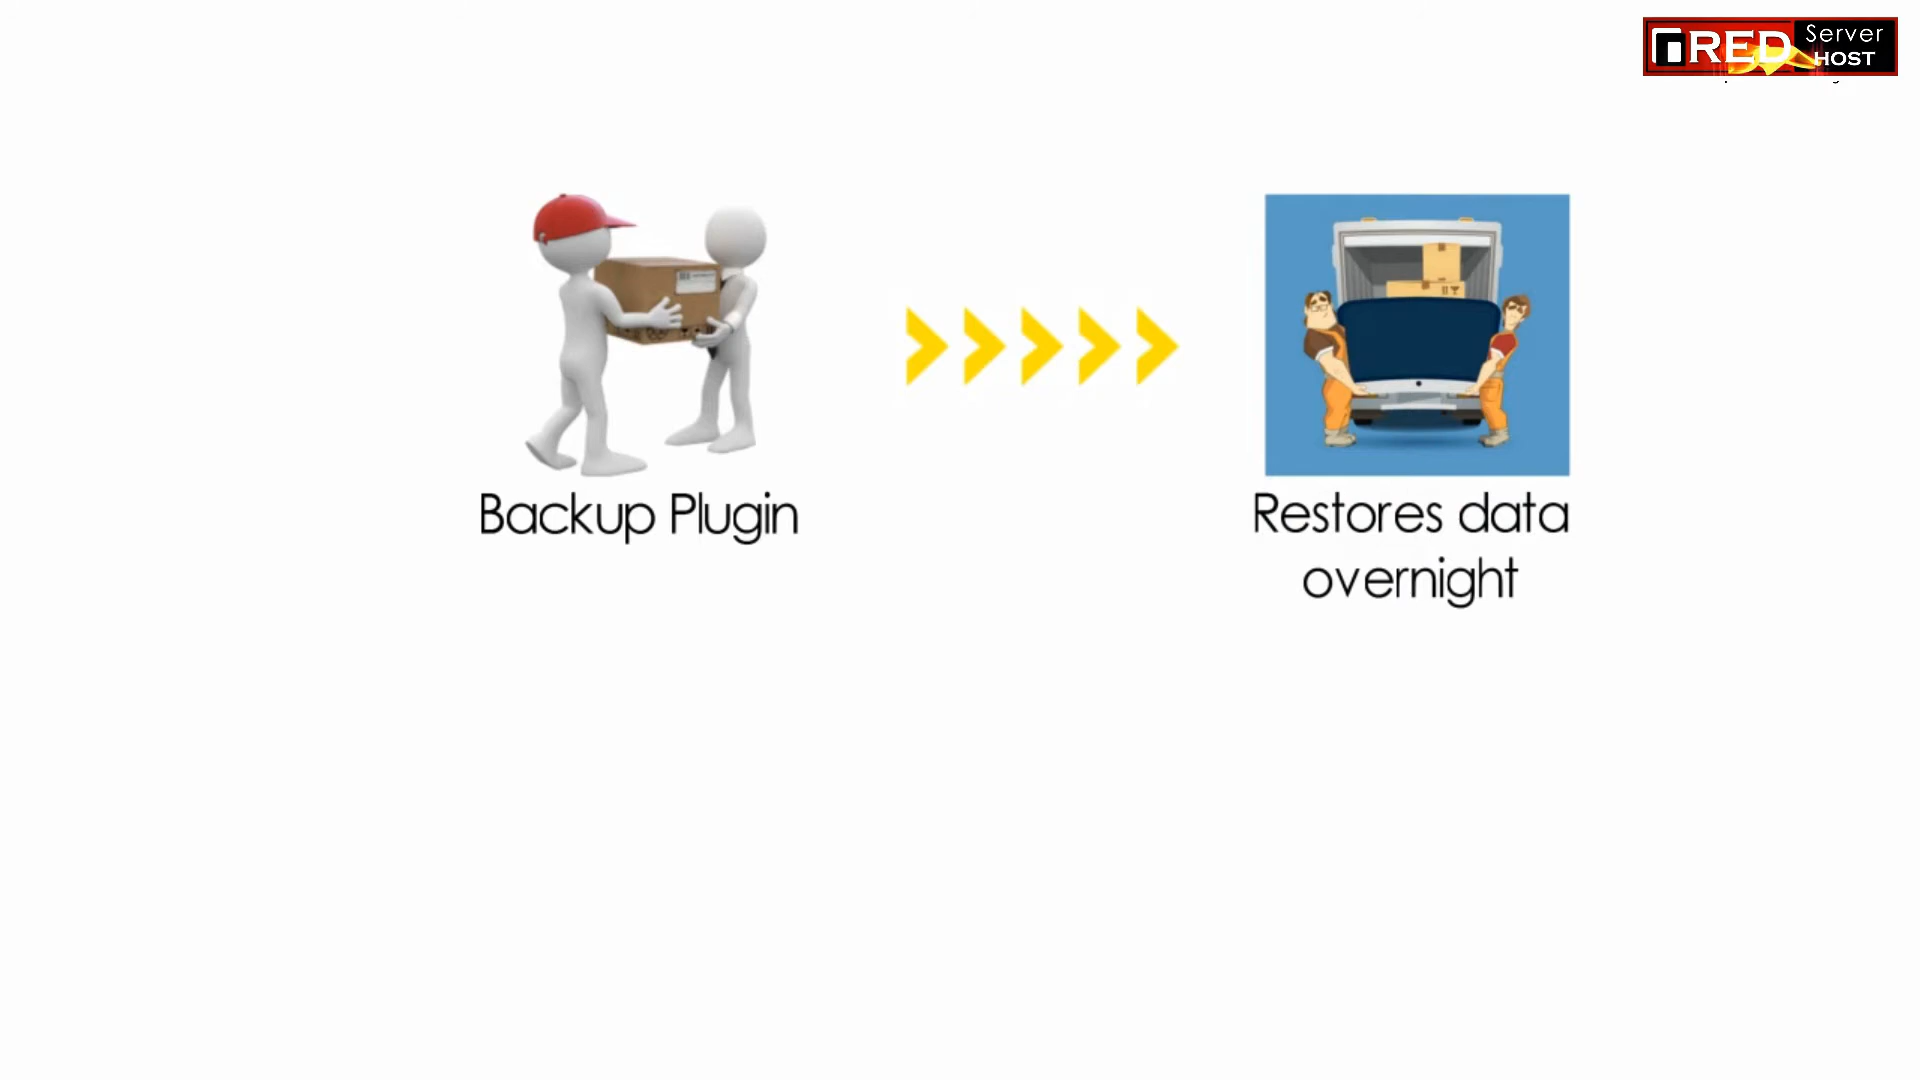 RED Server
HOST
Backup Plugin
Restores data
overnight